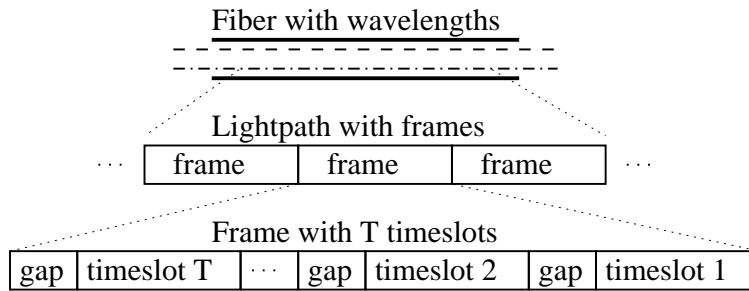 Fiber with wavelengths
Lightpath with frames
··· frame frame frame ···
Frame with T timeslots
gap timeslot T ··· gap timeslot 2 gap timeslot 1